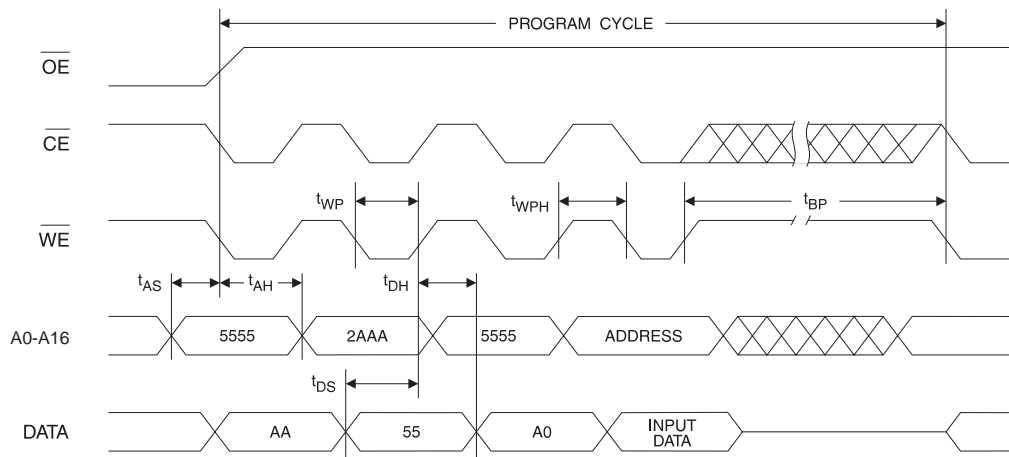 PROGRAM CYCLE
OE
CE
tWP
tWPH
tBP
WE
tAS
tAH
tDH
A0-A16
5555
2AAA
5555
ADDRESS
tDS
DATA
AA
55
A0
INPUT
DATA